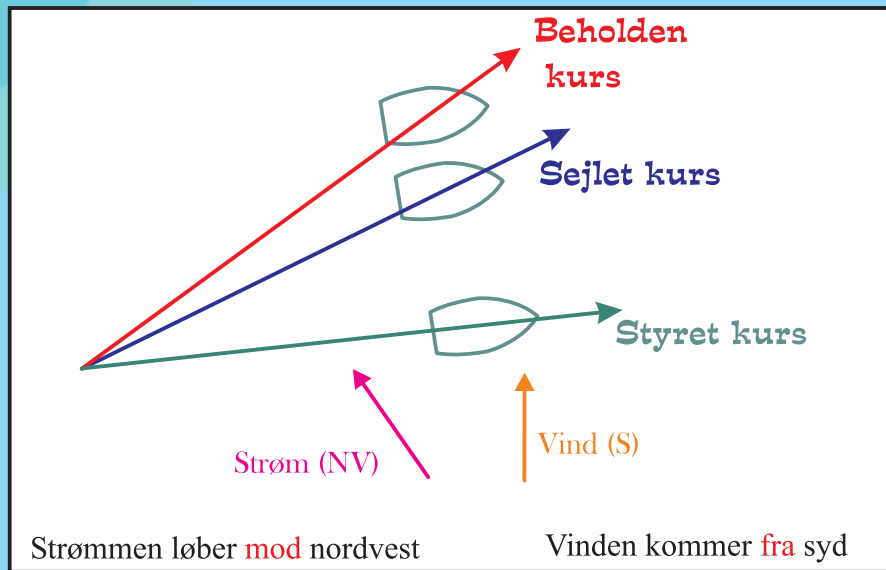 Beholden
kurs
Sejlet kurs
Styret kurs
Strøm (NV)
Vind (S)
Strømmen løber mod nordvest
Vinden kommer fra syd